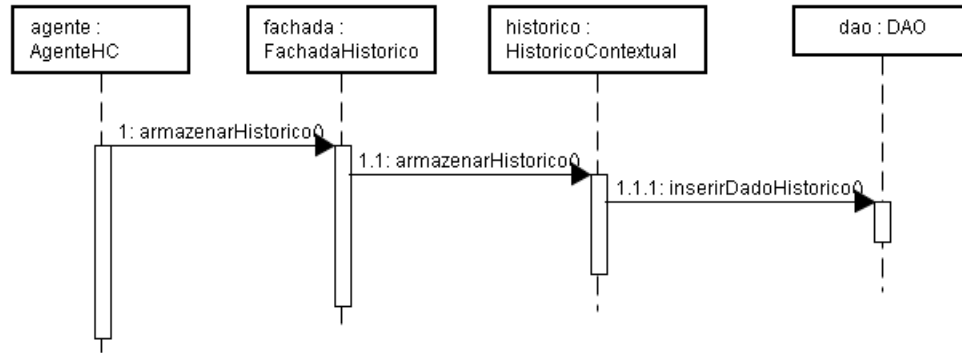 agente :
AgenteHC
fachada :
FachadaHistorico
historico :
HistoricoContextual
dao : DAO
1: armazenarHistorico()
1.1: armazenarHistorico()
1.1.1: inserirDadoHistorico()